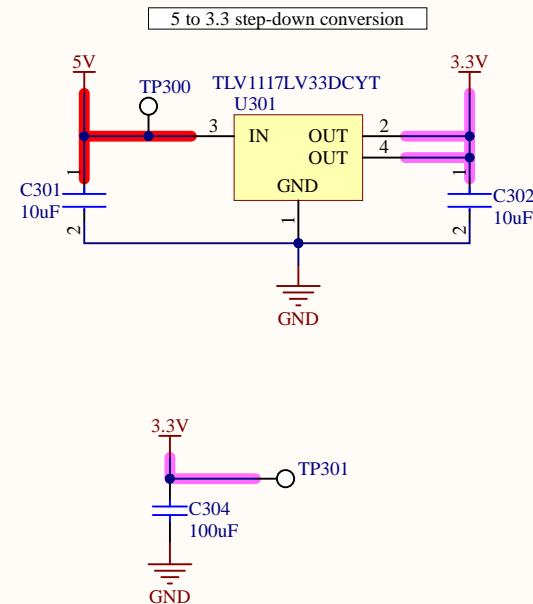 5 to 3.3 step-down conversion
5V
3.3V
TP300
TLV1117LV33DCYT
U301
3
IN
OUT
2
OUT
4
GND
1
1
C301
10uF
2
1
C302
10uF
2
GND
3.3V
TP301
C304
100uF
GND